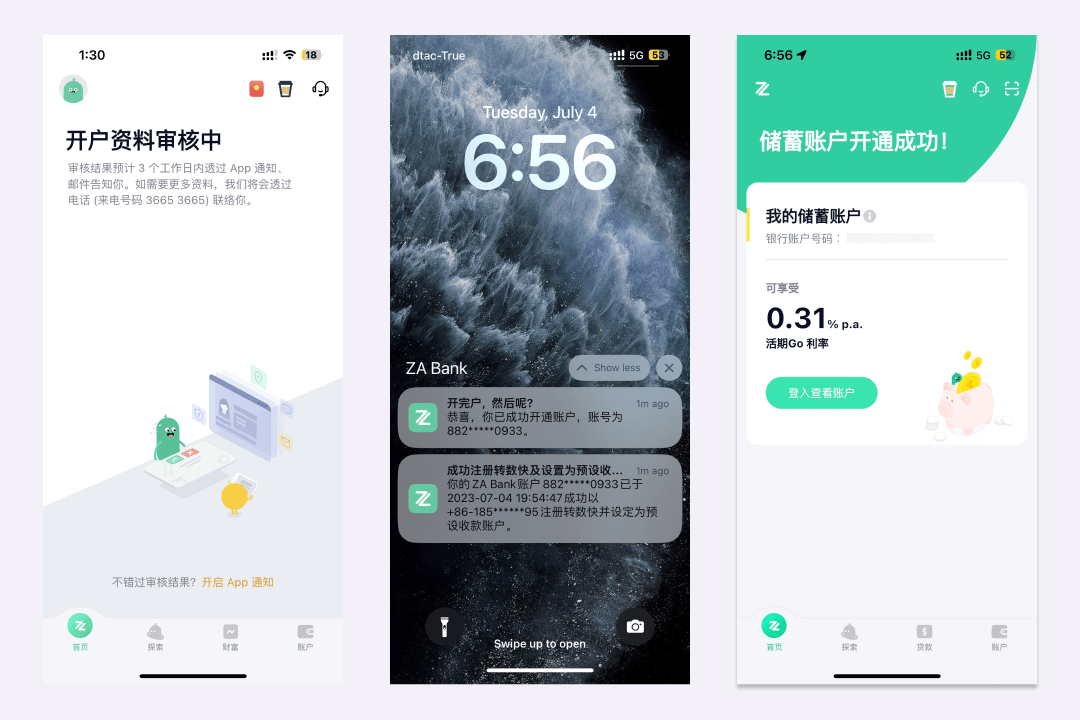 1:30
18
开户资料审核中
审核结果预计 3 个工作日内透过 App 通知、
邮件告知你。如需要更多资料，我们将会透过
电话 (来电号码 3665 3665) 联络你。
不错过审核结果？ 开启 App 通知
首页 探索 财富 账户
dtac-True 5G 53
Tuesday, July 4
6:56
ZA Bank
Show less
开完户，然后呢?
1m ago
恭喜，你已成功开通账户，账号为
882*****0933。
成功注册转数快及设置为预设收...
1m ago
你的 ZA Bank账户 882*****0933已于
2023-07-04 19:54:47成功以
+86-185******95注册转数快并设定为预
设收款账户。
Swipe up to open
6:56 5G 52
储蓄账户开通成功!
我的储蓄账户
银行账户号码：
可享受
0.31% p.a.
活期Go 利率
登入查看账户
首页 探索 贷款 账户